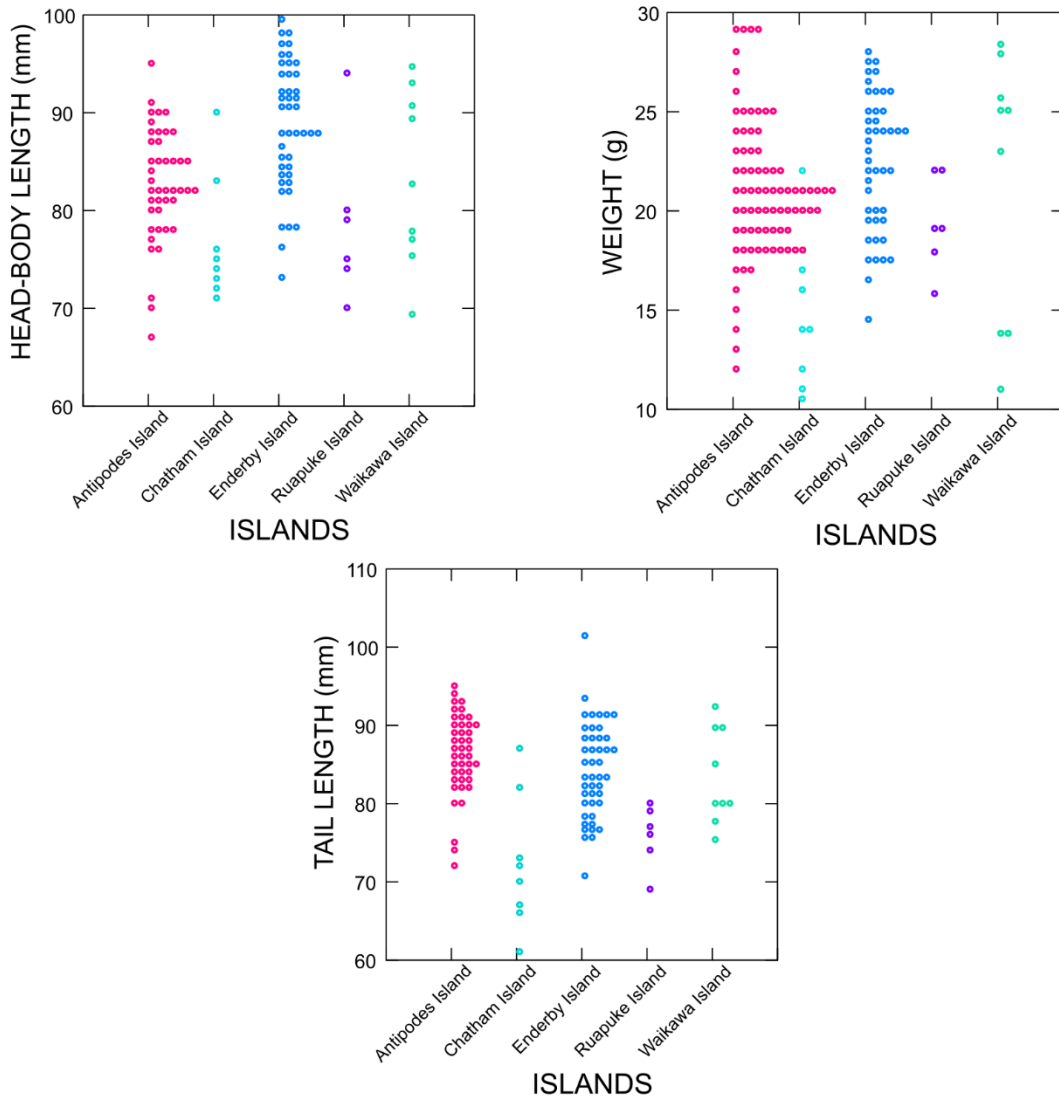 HEAD-BODY LENGTH (mm)
100
90
80
70
60
Antipodes Island
Chatham Island
Enderby Island
Ruapuke Island
Waikawa Island
ISLANDS
WEIGHT (g)
30
25
20
15
10
Antipodes Island
Chatham Island
Enderby Island
Ruapuke Island
Waikawa Island
ISLANDS
TAIL LENGTH (mm)
110
100
90
80
70
60
Antipodes Island
Chatham Island
Enderby Island
Ruapuke Island
Waikawa Island
ISLANDS